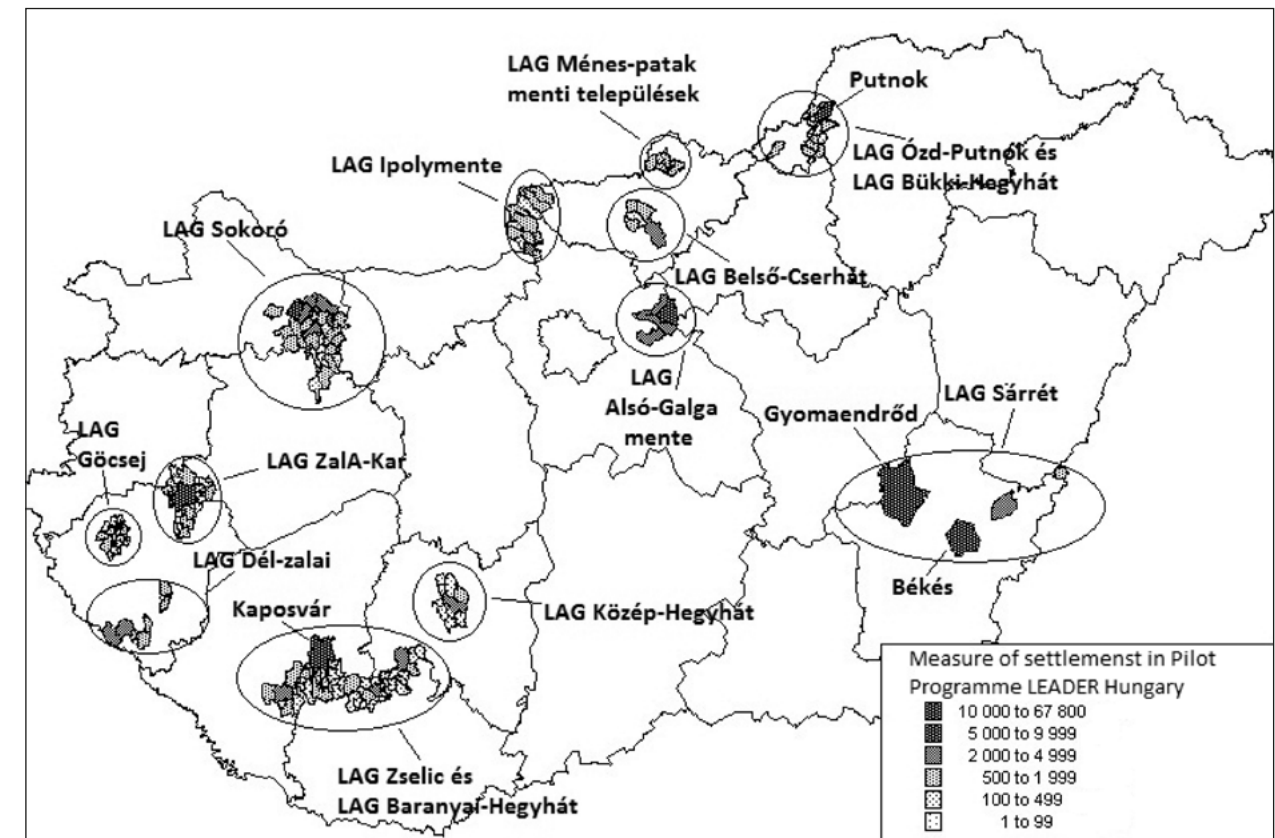 LAG Ménes-patak
menti települések
Putnok
LAG Ózd-Putnok és
LAG Bükki-Hegyhát
LAG Ipolymente
LAG Sokoró
LAG Belső-Cserhát
LAG
Alsó-Galga
mente
Gyomaendrőd
LAG Sárrét
LAG
Göcsej
LAG ZalA-Kar
LAG Dél-zalai
Kaposvár
LAG Közép-Hegyhát
Békés
LAG Zselic és
LAG Baranyai-Hegyhát
Measure of settlemenst in Pilot
Programme LEADER Hungary
10 000 to 67 800
5 000 to 9 999
2 000 to 4 999
500 to 1 999
100 to 499
1 to 99